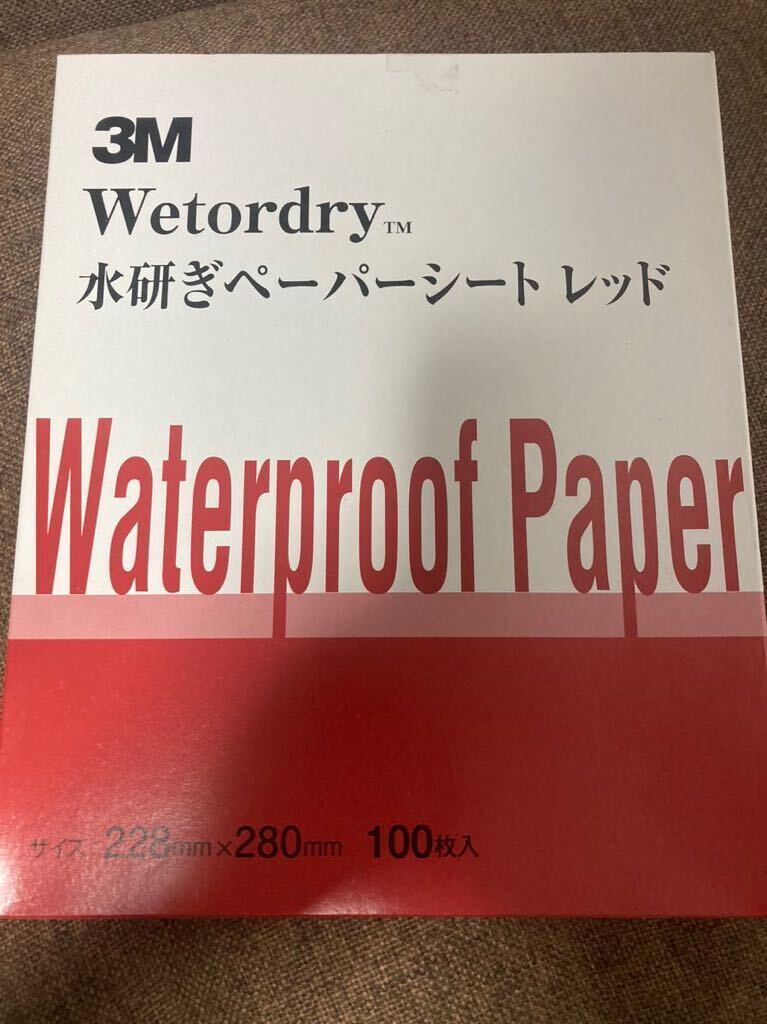 3M
Wetordry™
水研ぎペーパーシート レッド
Waterproof Paper
サイズ 228mm×280mm 100枚入